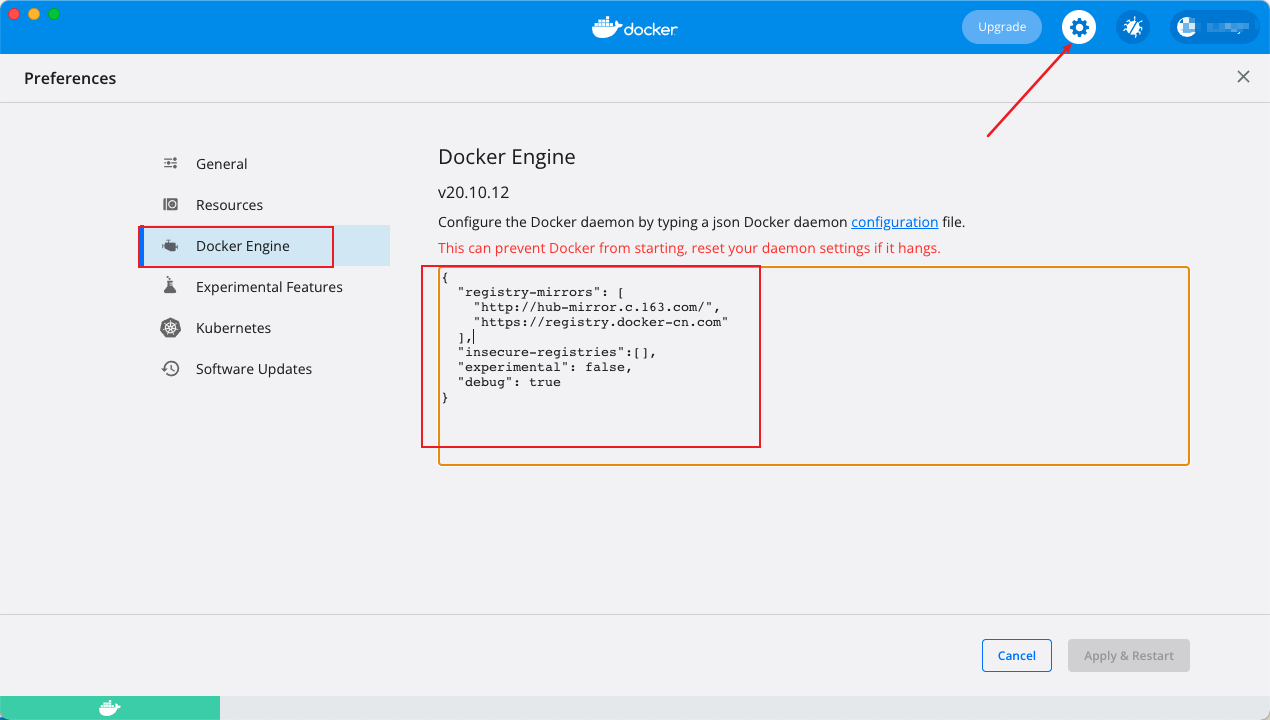 docker
Upgrade
Preferences
General
Resources
Docker Engine
Experimental Features
Kubernetes
Software Updates
Docker Engine
v20.10.12
Configure the Docker daemon by typing a json Docker daemon configuration file.
This can prevent Docker from starting, reset your daemon settings if it hangs.
{
  "registry-mirrors": [
    "http://hub-mirror.c.163.com/",
    "https://registry.docker-cn.com"
  ],
  "insecure-registries":[],
  "experimental": false,
  "debug": true
}
Cancel
Apply & Restart